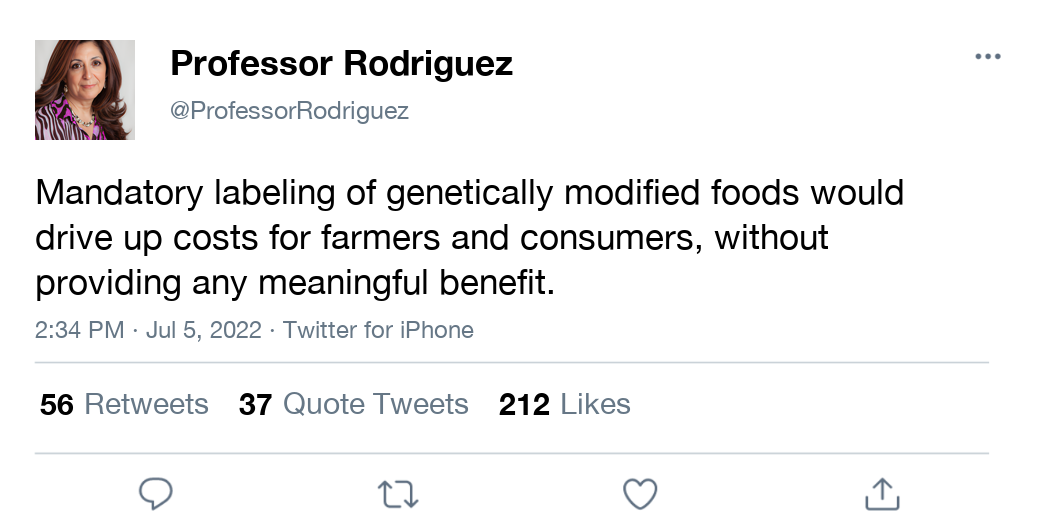 Professor Rodriguez
@ProfessorRodriguez
Mandatory labeling of genetically modified foods would
drive up costs for farmers and consumers, without
providing any meaningful benefit.
2:34 PM · Jul 5, 2022 · Twitter for iPhone
56 Retweets 37 Quote Tweets 212 Likes